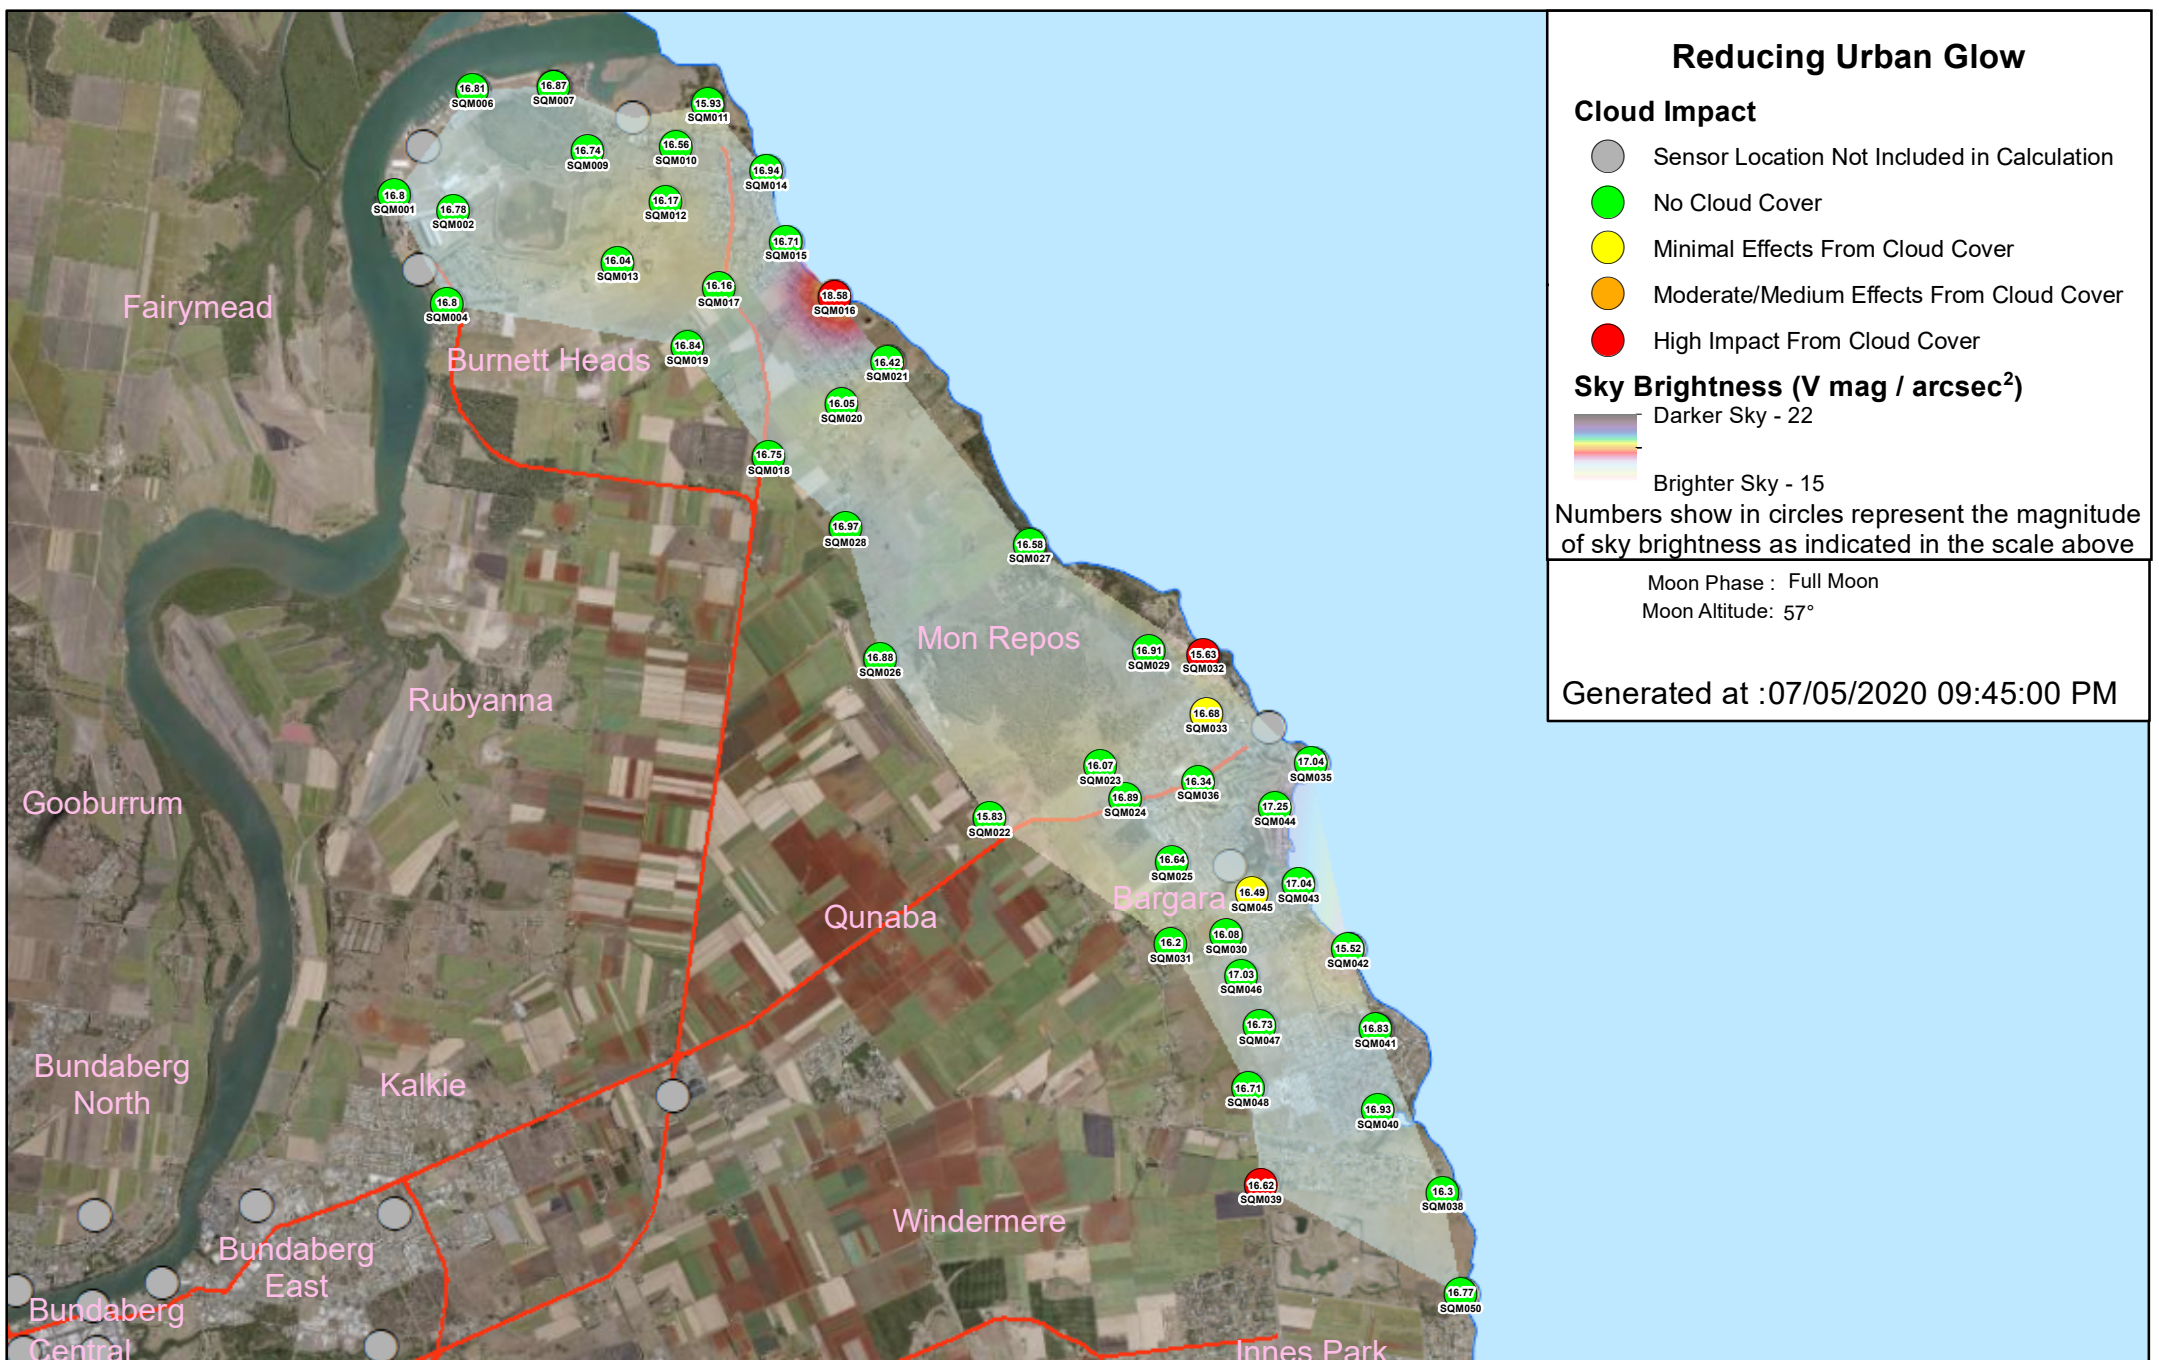 Reducing Urban Glow
Cloud Impact
Sensor Location Not Included in Calculation
No Cloud Cover
Minimal Effects From Cloud Cover
Moderate/Medium Effects From Cloud Cover
High Impact From Cloud Cover
Sky Brightness (V mag / arcsec²)
Darker Sky - 22
Brighter Sky - 15
Numbers show in circles represent the magnitude
of sky brightness as indicated in the scale above
Moon Phase : Full Moon
Moon Altitude: 57°
Generated at :07/05/2020 09:45:00 PM
16.81
SQM006
16.87
SQM007
15.93
SQM011
16.74
SQM009
16.56
SQM010
16.94
SQM014
16.8
SQM001
16.78
SQM002
16.17
SQM012
16.71
SQM015
16.04
SQM013
16.16
SQM017
18.58
SQM016
16.8
SQM004
Fairymead
Burnett Heads
16.84
SQM019
16.42
SQM021
16.05
SQM020
16.75
SQM018
16.97
SQM028
16.58
SQM027
Mon Repos
16.88
SQM026
16.91
SQM029
15.63
SQM032
Rubyanna
16.68
SQM033
16.07
SQM023
16.34
SQM036
17.04
SQM035
Gooburrum
16.89
SQM024
17.25
SQM044
15.83
SQM022
16.64
SQM025
Bargara
16.49
SQM045
17.04
SQM043
Qunaba
16.2
SQM031
16.08
SQM030
15.52
SQM042
17.03
SQM046
16.73
SQM047
16.83
SQM041
Bundaberg
North
Kalkie
16.71
SQM048
16.93
SQM040
16.62
SQM039
16.3
SQM038
Windermere
Bundaberg
East
16.77
SQM050
Bundaberg
Central
Innes Park